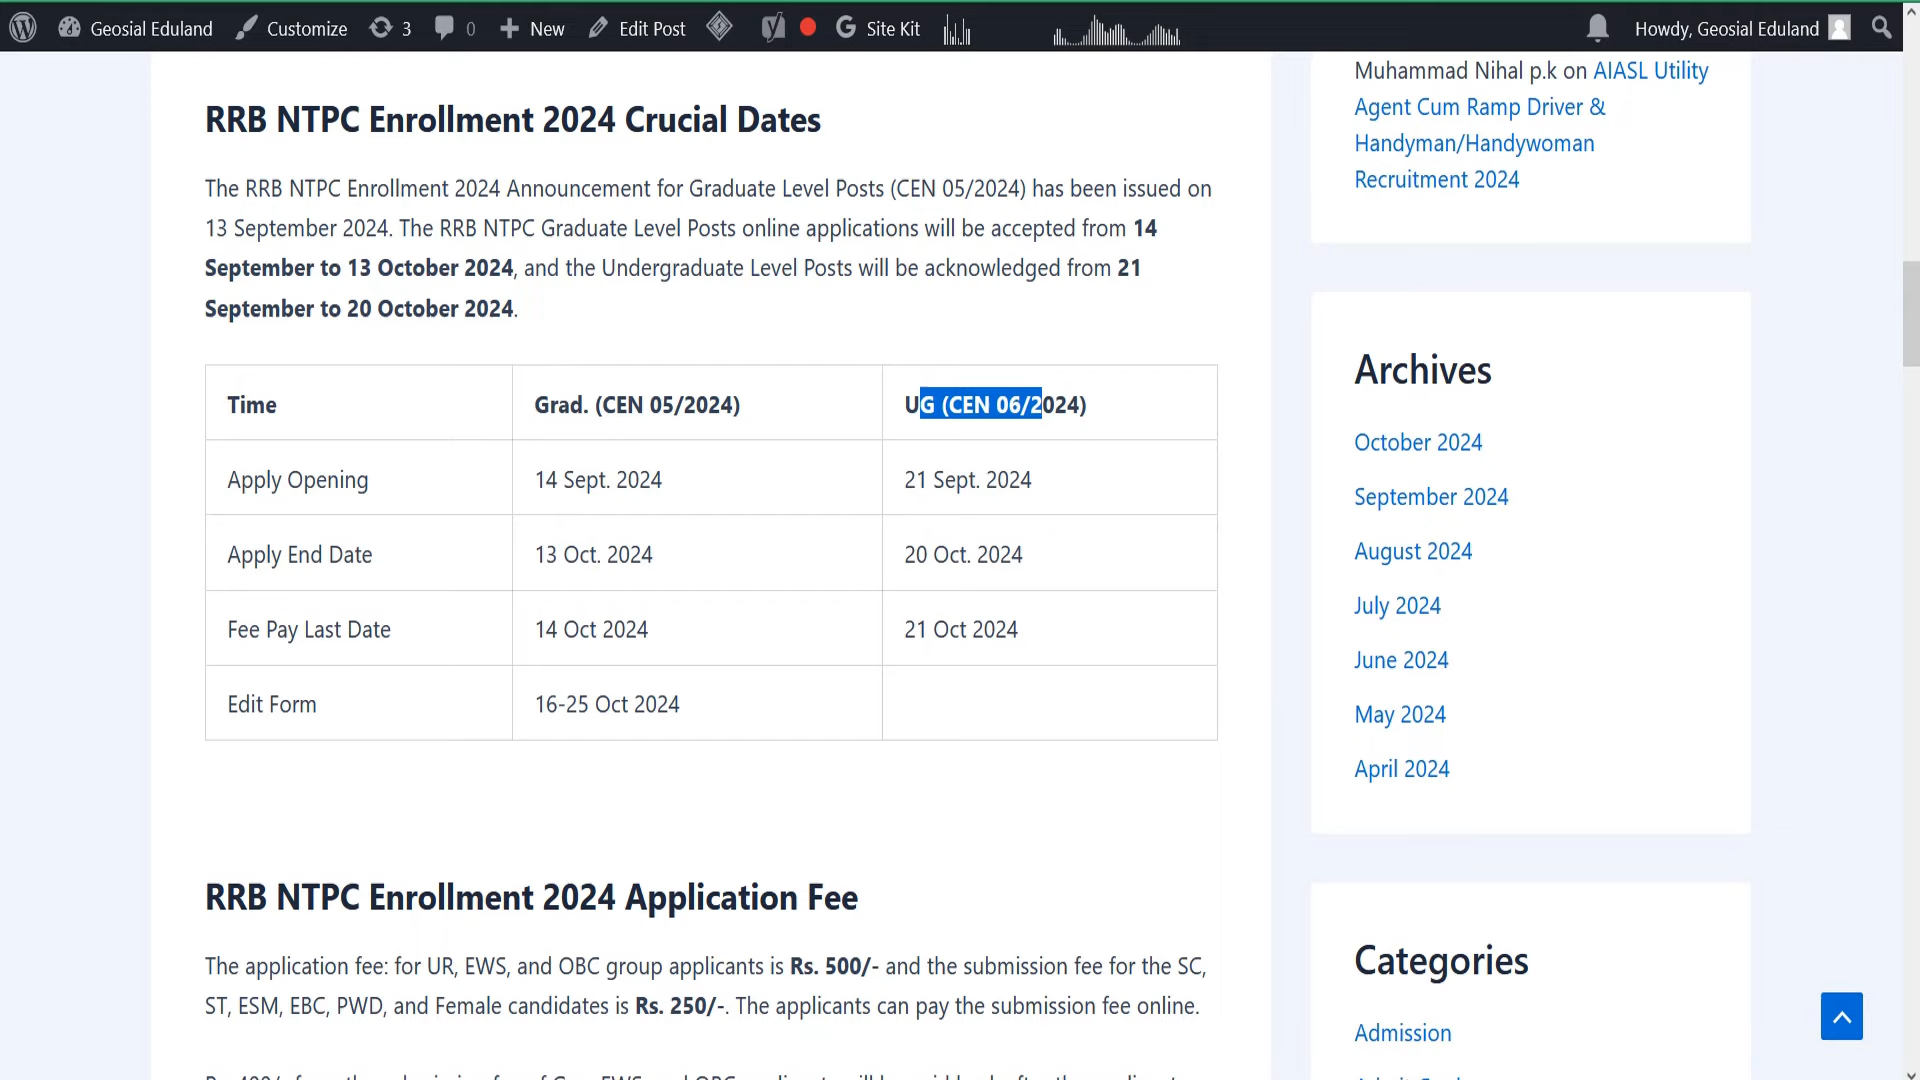 Geosial Eduland Customize 3 0 New Edit Post Site Kit Howdy, Geosial Eduland
RRB NTPC Enrollment 2024 Crucial Dates
The RRB NTPC Enrollment 2024 Announcement for Graduate Level Posts (CEN 05/2024) has been issued on
13 September 2024. The RRB NTPC Graduate Level Posts online applications will be accepted from 14
September to 13 October 2024, and the Undergraduate Level Posts will be acknowledged from 21
September to 20 October 2024.
Time Grad. (CEN 05/2024) UG (CEN 06/2024)
Apply Opening 14 Sept. 2024 21 Sept. 2024
Apply End Date 13 Oct. 2024 20 Oct. 2024
Fee Pay Last Date 14 Oct 2024 21 Oct 2024
Edit Form 16-25 Oct 2024
RRB NTPC Enrollment 2024 Application Fee
The application fee: for UR, EWS, and OBC group applicants is Rs. 500/- and the submission fee for the SC,
ST, ESM, EBC, PWD, and Female candidates is Rs. 250/-. The applicants can pay the submission fee online.
Muhammad Nihal p.k on AIASL Utility
Agent Cum Ramp Driver &
Handyman/Handywoman
Recruitment 2024
Archives
October 2024
September 2024
August 2024
July 2024
June 2024
May 2024
April 2024
Categories
Admission